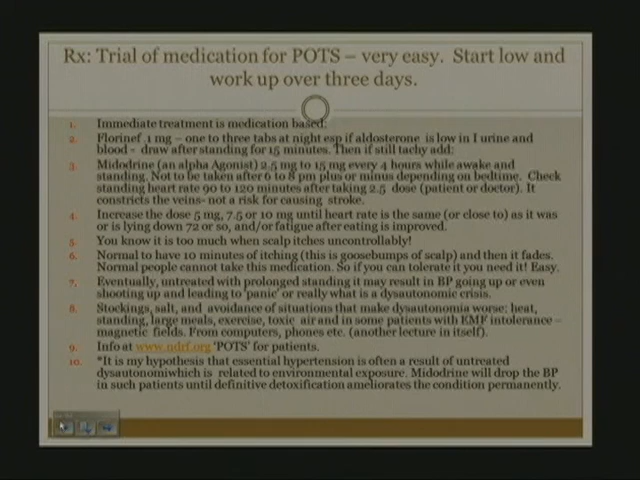 Rx: Trial of medication for POTS – very easy. Start low and
work up over three days.
1. Immediate treatment is medication based:
2. Florinef .1 mg – one to three tabs at night esp if aldosterone is low in I urine and
blood - draw after standing for 15 minutes. Then if still tachy add:
3. Midodrine (an alpha Agonist) 2.5 mg to 15 mg every 4 hours while awake and
standing. Not to be taken after 6 to 8 pm plus or minus depending on bedtime. Check
standing heart rate 90 to 120 minutes after taking 2.5 dose (patient or doctor). It
constricts the veins- not a risk for causing stroke.
4. Increase the dose 5 mg, 7.5 or 10 mg until heart rate is the same (or close to) as it was
or is lying down 72 or so, and/or fatigue after eating is improved.
5. You know it is too much when scalp itches uncontrollably!
6. Normal to have 10 minutes of itching (this is goosebumps of scalp) and then it fades.
Normal people cannot take this medication. So if you can tolerate it you need it! Easy.
7. Eventually, untreated with prolonged standing it may result in BP going up or even
shooting up and leading to 'panic' or really what is a dysautonomic crisis.
8. Stockings, salt, and avoidance of situations that make dysautonomia worse: heat,
standing, large meals, exercise, toxic air and in some patients with EMF intolerance –
magnetic fields. From computers, phones etc. (another lecture in itself).
9. Info at www.ndrf.org 'POTS' for patients.
10. *It is my hypothesis that essential hypertension is often a result of untreated
dysautonomiwhich is related to environmental exposure. Midodrine will drop the BP
in such patients until definitive detoxification ameliorates the condition permanently.